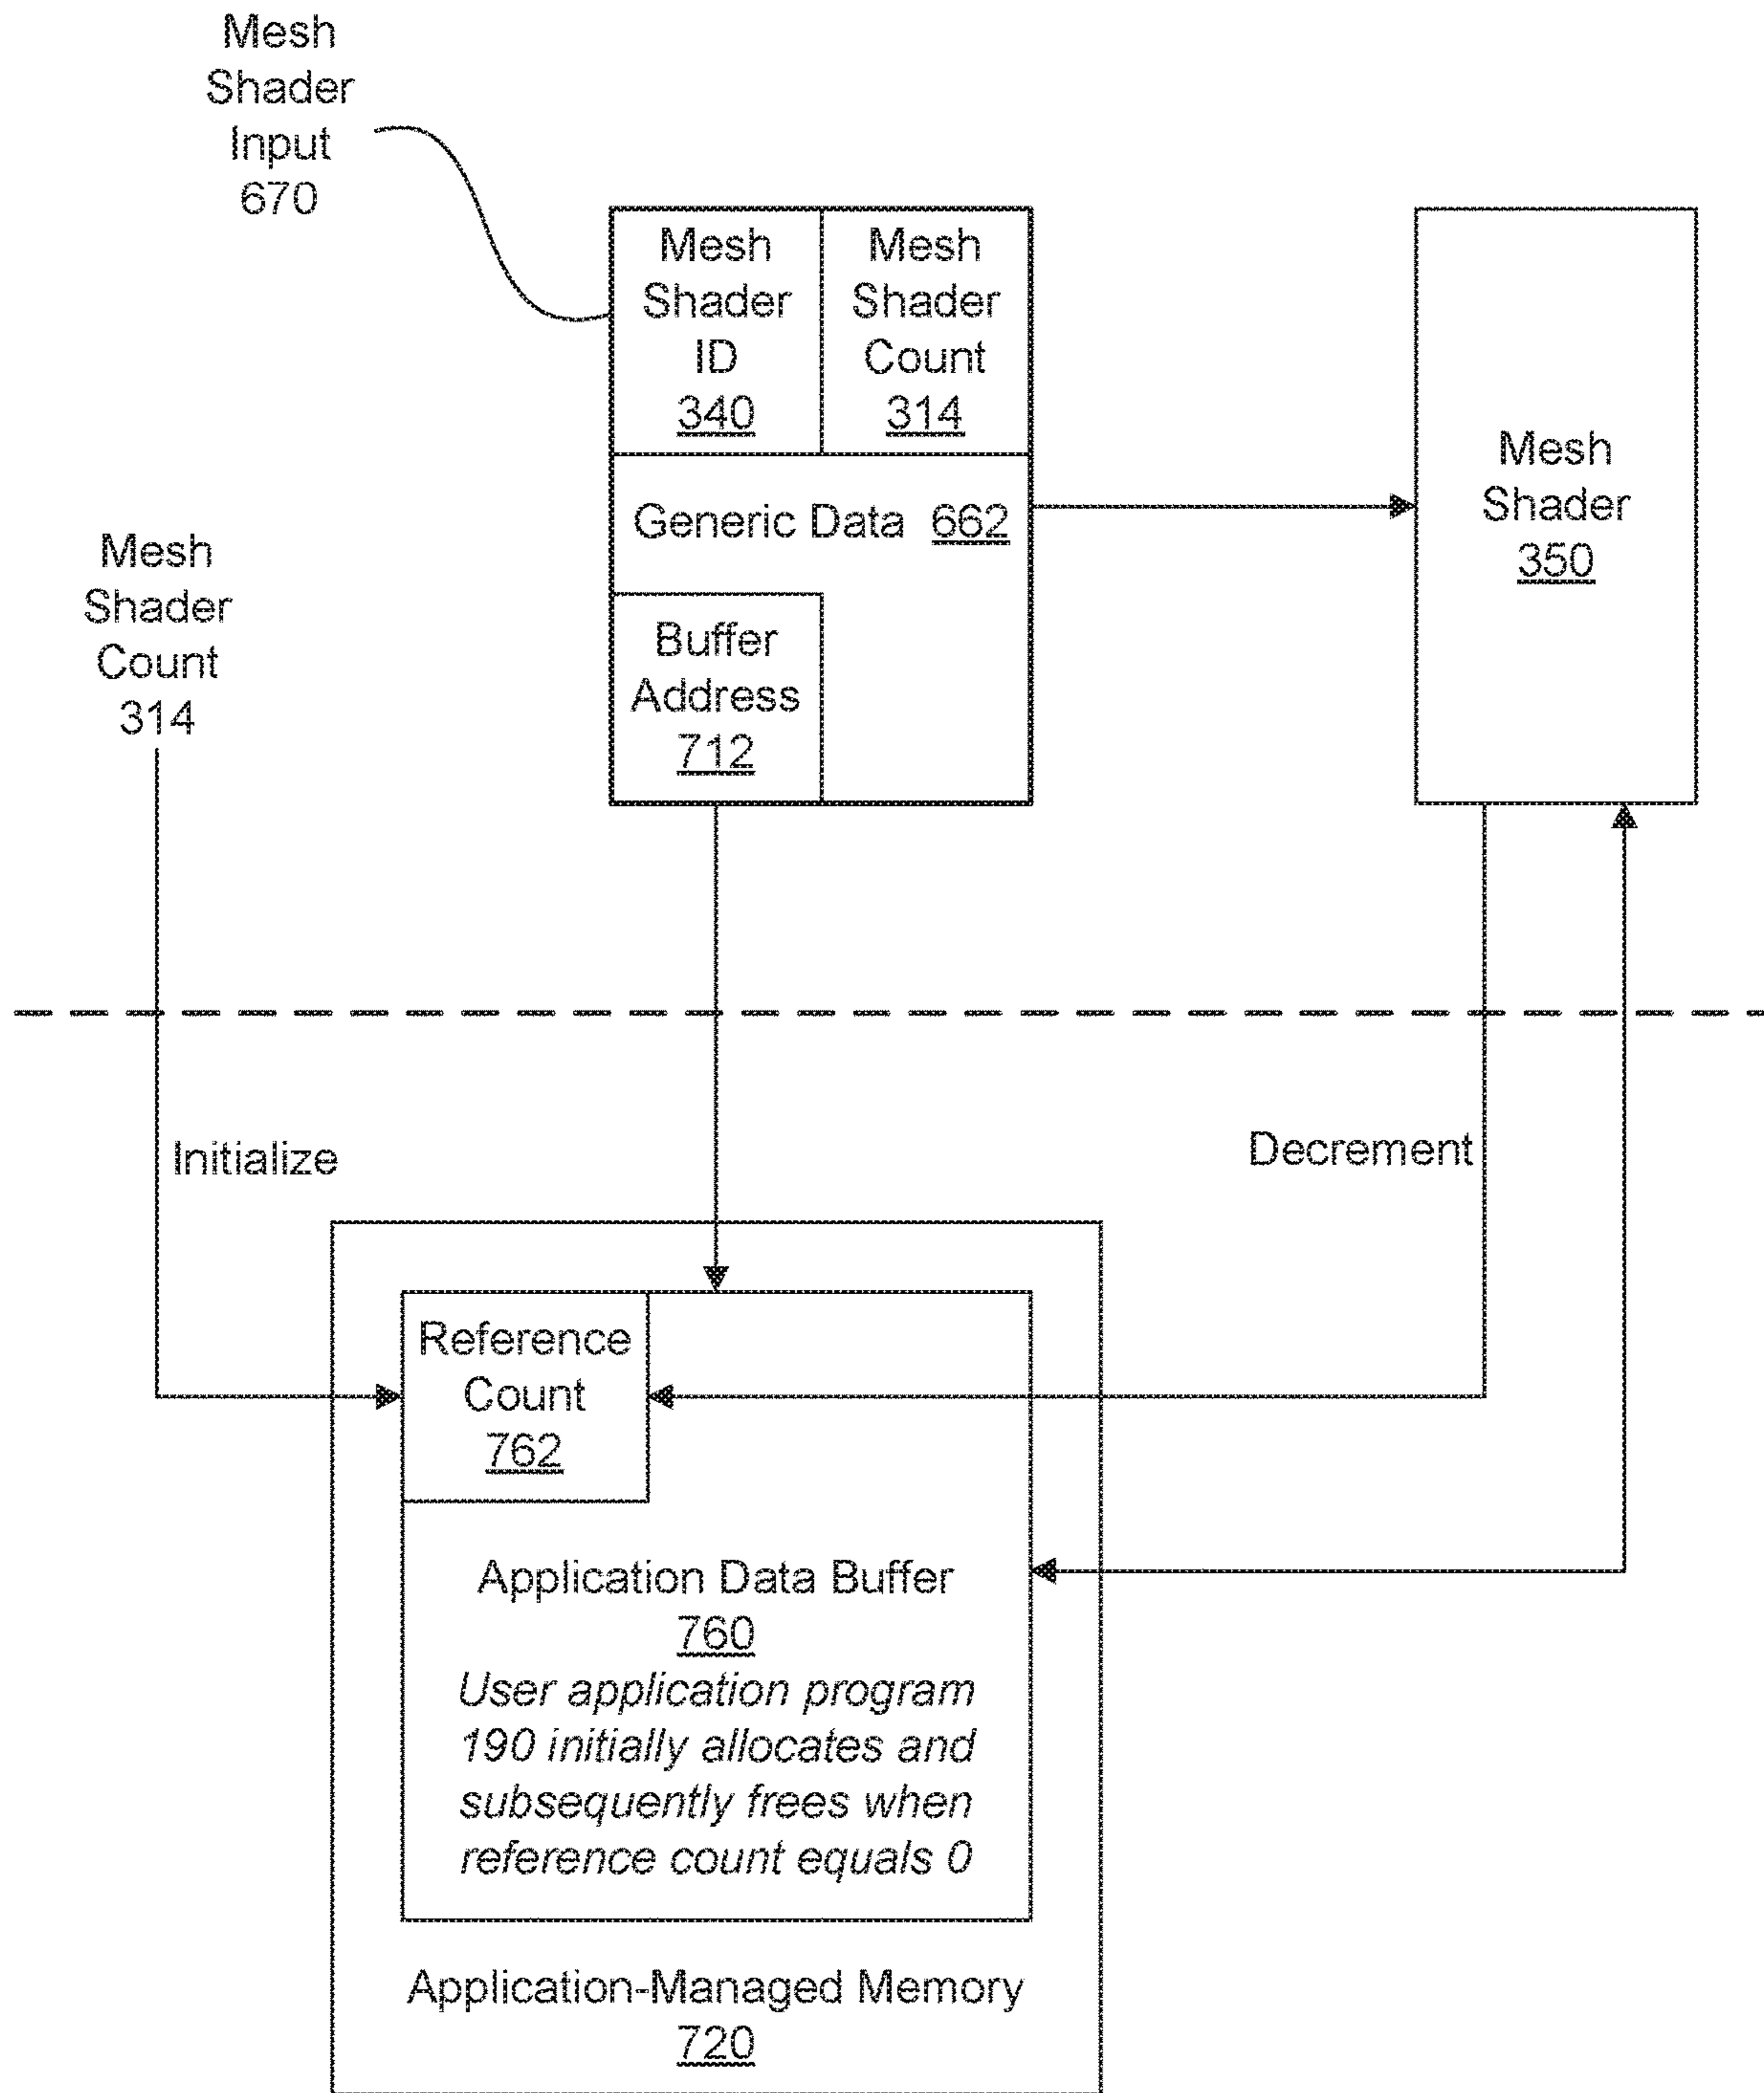 Mesh
Shader
Input
670
Mesh
Shader
ID
340
Mesh
Shader
Count
314
Generic Data 662
Buffer
Address
712
Mesh
Shader
350
Mesh
Shader
Count
314
Initialize
Decrement
Reference
Count
762
Application Data Buffer
760
User application program
190 initially allocates and
subsequently frees when
reference count equals 0
Application-Managed Memory
720